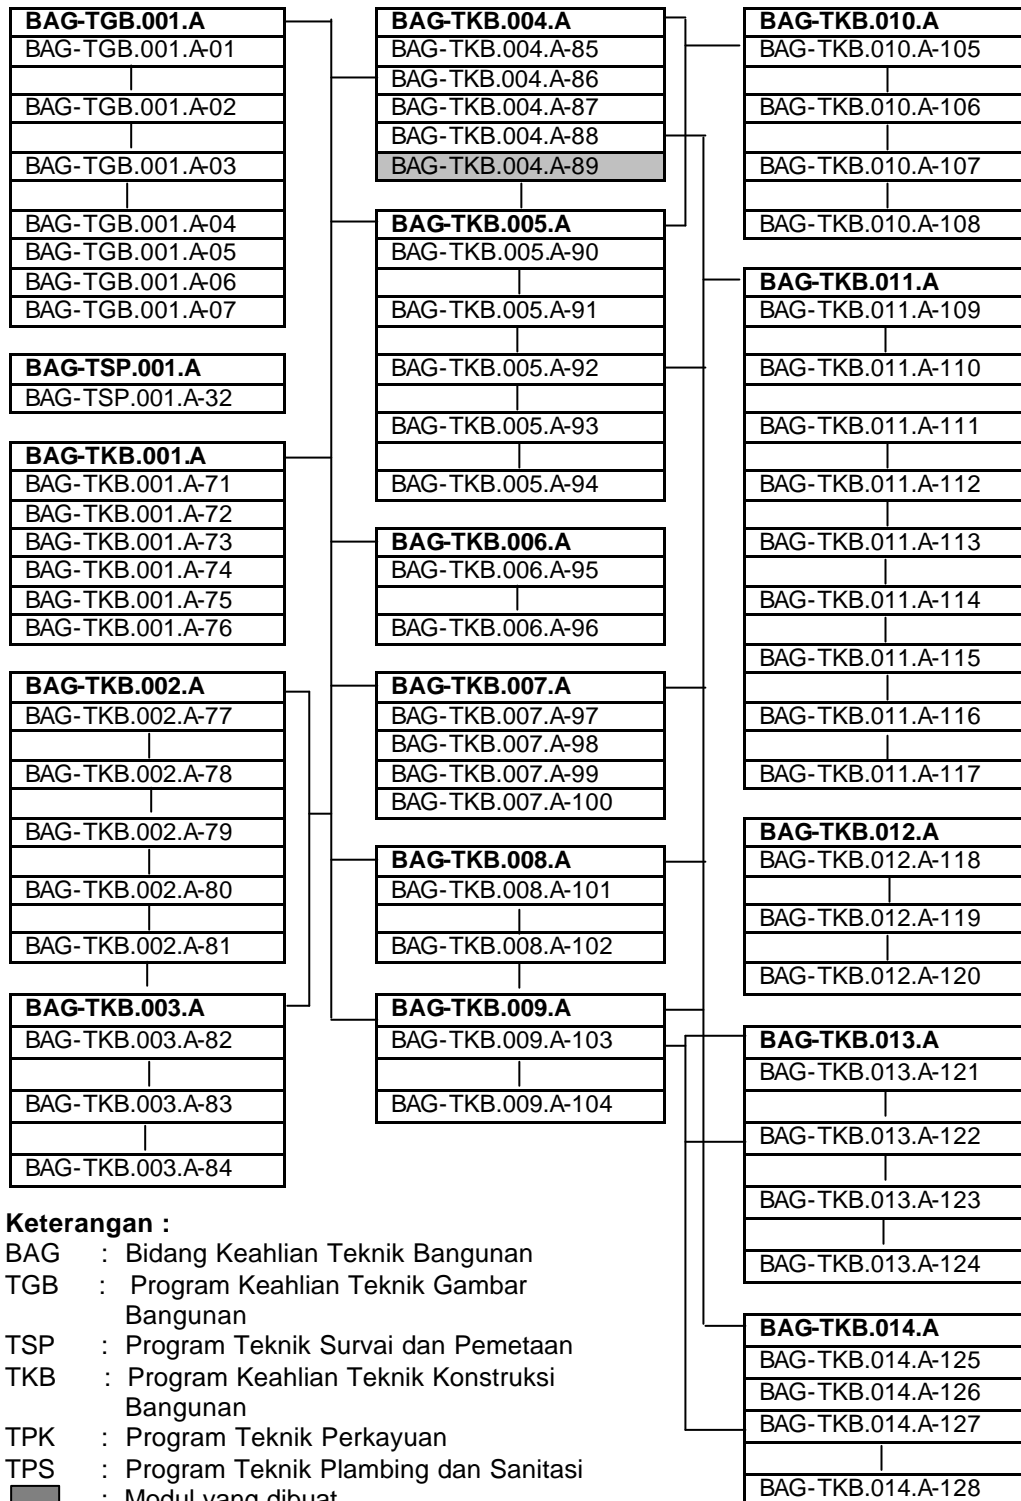 BAG-TGB.001.A
BAG-TGB.001.A-01
BAG-TGB.001.A-02
BAG-TGB.001.A-03
BAG-TGB.001.A-04
BAG-TGB.001.A-05
BAG-TGB.001.A-06
BAG-TGB.001.A-07
BAG-TSP.001.A
BAG-TSP.001.A-32
BAG-TKB.001.A
BAG-TKB.001.A-71
BAG-TKB.001.A-72
BAG-TKB.001.A-73
BAG-TKB.001.A-74
BAG-TKB.001.A-75
BAG-TKB.001.A-76
BAG-TKB.002.A
BAG-TKB.002.A-77
BAG-TKB.002.A-78
BAG-TKB.002.A-79
BAG-TKB.002.A-80
BAG-TKB.002.A-81
BAG-TKB.003.A
BAG-TKB.003.A-82
BAG-TKB.003.A-83
BAG-TKB.003.A-84
BAG-TKB.004.A
BAG-TKB.004.A-85
BAG-TKB.004.A-86
BAG-TKB.004.A-87
BAG-TKB.004.A-88
BAG-TKB.004.A-89
BAG-TKB.005.A
BAG-TKB.005.A-90
BAG-TKB.005.A-91
BAG-TKB.005.A-92
BAG-TKB.005.A-93
BAG-TKB.005.A-94
BAG-TKB.006.A
BAG-TKB.006.A-95
BAG-TKB.006.A-96
BAG-TKB.007.A
BAG-TKB.007.A-97
BAG-TKB.007.A-98
BAG-TKB.007.A-99
BAG-TKB.007.A-100
BAG-TKB.008.A
BAG-TKB.008.A-101
BAG-TKB.008.A-102
BAG-TKB.009.A
BAG-TKB.009.A-103
BAG-TKB.009.A-104
BAG-TKB.010.A
BAG-TKB.010.A-105
BAG-TKB.010.A-106
BAG-TKB.010.A-107
BAG-TKB.010.A-108
BAG-TKB.011.A
BAG-TKB.011.A-109
BAG-TKB.011.A-110
BAG-TKB.011.A-111
BAG-TKB.011.A-112
BAG-TKB.011.A-113
BAG-TKB.011.A-114
BAG-TKB.011.A-115
BAG-TKB.011.A-116
BAG-TKB.011.A-117
BAG-TKB.012.A
BAG-TKB.012.A-118
BAG-TKB.012.A-119
BAG-TKB.012.A-120
BAG-TKB.013.A
BAG-TKB.013.A-121
BAG-TKB.013.A-122
BAG-TKB.013.A-123
BAG-TKB.013.A-124
BAG-TKB.014.A
BAG-TKB.014.A-125
BAG-TKB.014.A-126
BAG-TKB.014.A-127
BAG-TKB.014.A-128
Keterangan :
BAG : Bidang Keahlian Teknik Bangunan
TGB : Program Keahlian Teknik Gambar
Bangunan
TSP : Program Teknik Survai dan Pemetaan
TKB : Program Keahlian Teknik Konstruksi
Bangunan
TPK : Program Teknik Perkayuan
TPS : Program Teknik Plambing dan Sanitasi
: Modul yang dibuat